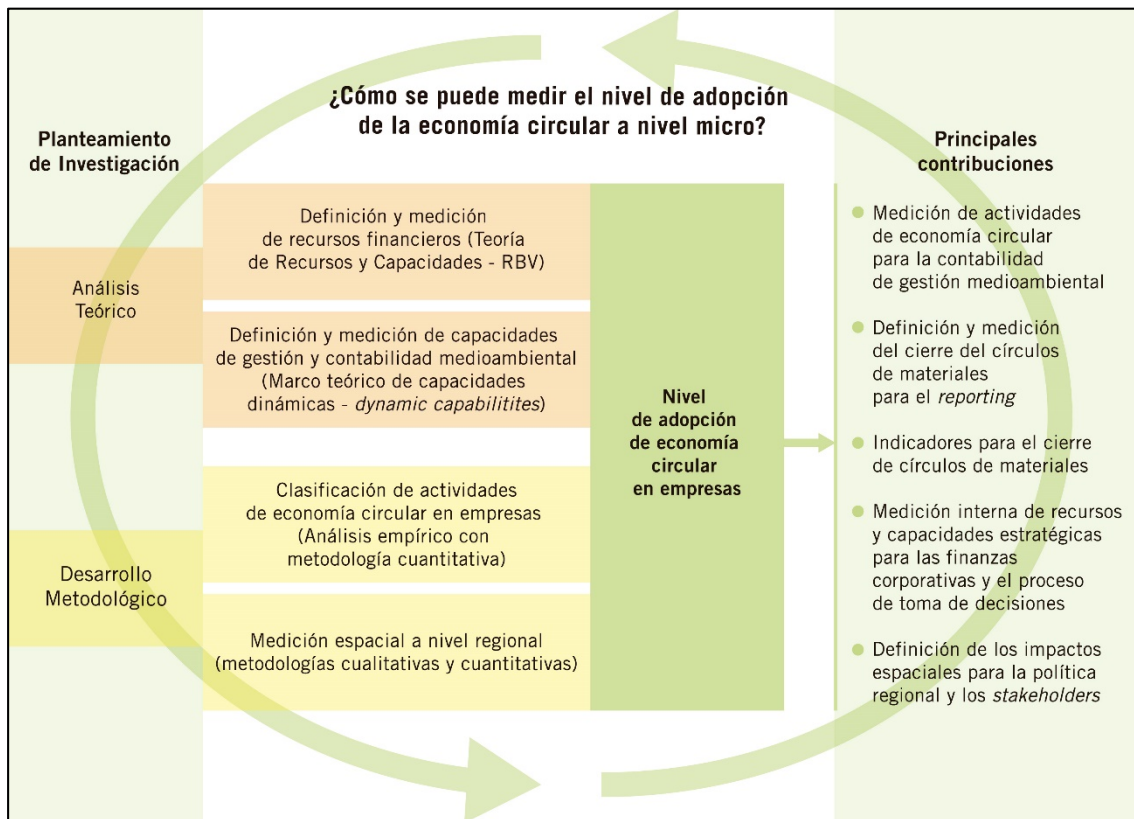 ¿Cómo se puede medir el nivel de adopción
de la economía circular a nivel micro?
Planteamiento
de Investigación
Análisis
Teórico
Desarrollo
Metodológico
Definición y medición
de recursos financieros (Teoría
de Recursos y Capacidades - RBV)
Definición y medición de capacidades
de gestión y contabilidad medioambiental
(Marco teórico de capacidades
dinámicas - dynamic capabilitites)
Clasificación de actividades
de economía circular en empresas
(Análisis empírico con
metodología cuantitativa)
Medición espacial a nivel regional
(metodologías cualitativas y cuantitativas)
Nivel
de adopción
de economía
circular
en empresas
Principales
contribuciones
Medición de actividades
de economía circular
para la contabilidad
de gestión medioambiental
Definición y medición
del cierre del círculos
de materiales
para el reporting
Indicadores para el cierre
de círculos de materiales
Medición interna de recursos
y capacidades estratégicas
para las finanzas
corporativas y el proceso
de toma de decisiones
Definición de los impactos
espaciales para la política
regional y los stakeholders